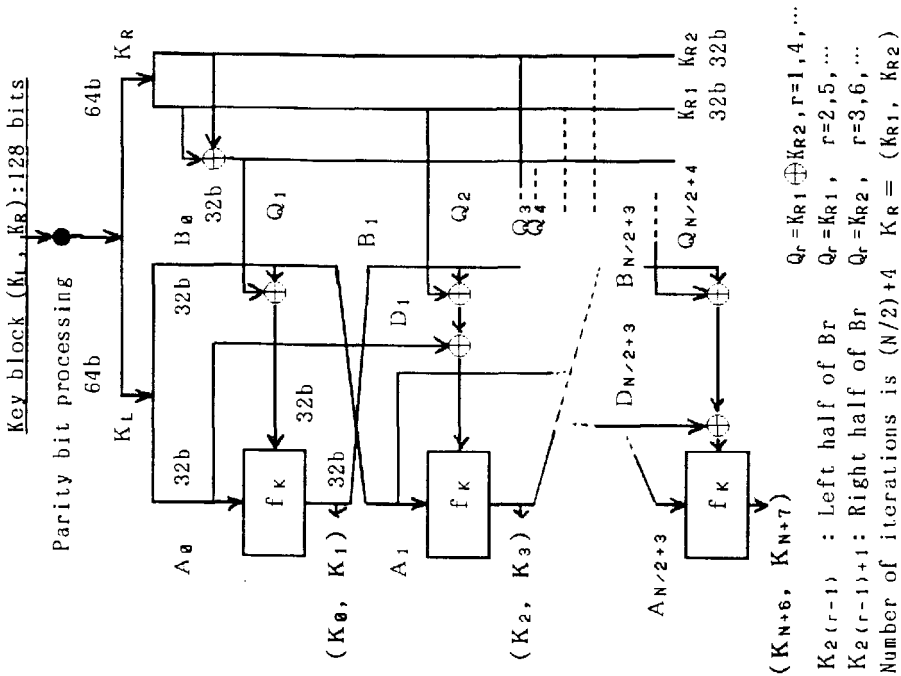 Key block (KL, KR):128 bits
Parity bit processing
64b
64b
KL
KR
32b
32b
A0
B0
32b
Q1
32b
fK
32b
(K0, K1)
A1
B1
D1
Q2
fK
(K2, K3)
Q3
Q4
KR1 KR2
32b 32b
BN/2+3
QN/2+4
DN/2+3
AN/2+3
fK
(KN+6, KN+7)
Qr=KR1⊕KR2, r=1,4,…
K2(r-1) : Left half of Br Qr=KR1, r=2,5,…
K2(r-1)+1: Right half of Br Qr=KR2, r=3,6,…
Number of iterations is (N/2)+4 KR = (KR1, KR2)